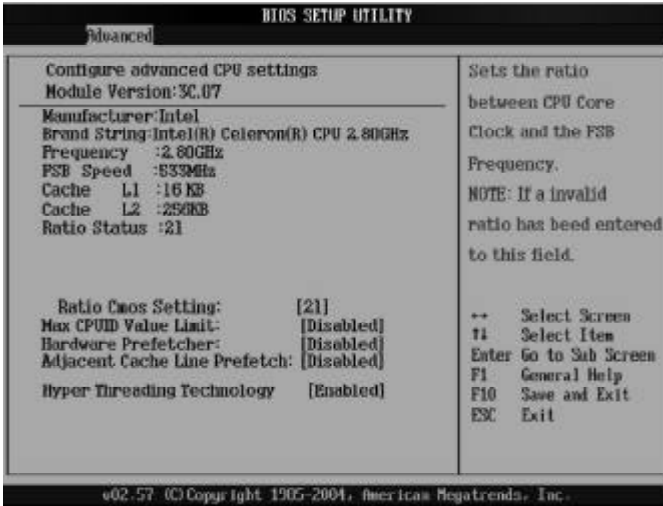 BIOS SETUP UTILITY
Advanced
Configure advanced CPU settings
Module Version:3C.07
Manufacturer:Intel
Brand String:Intel(R) Celeron(R) CPU 2.80GHz
Frequency :2.80GHz
FSB Speed :533MHz
Cache L1 :16 KB
Cache L2 :256KB
Ratio Status :21
Ratio Cmos Setting: [21]
Max CPUID Value Limit: [Disabled]
Hardware Prefetcher: [Disabled]
Adjacent Cache Line Prefetch: [Disabled]
Hyper Threading Technology [Enabled]
Sets the ratio
between CPU Core
Clock and the FSB
Frequency.
NOTE: If a invalid
ratio has beed entered
to this field.
↔ Select Screen
↑↓ Select Item
Enter Go to Sub Screen
F1 General Help
F10 Save and Exit
ESC Exit
v02.57 (C)Copyright 1905-2004, American Megatrends, Inc.